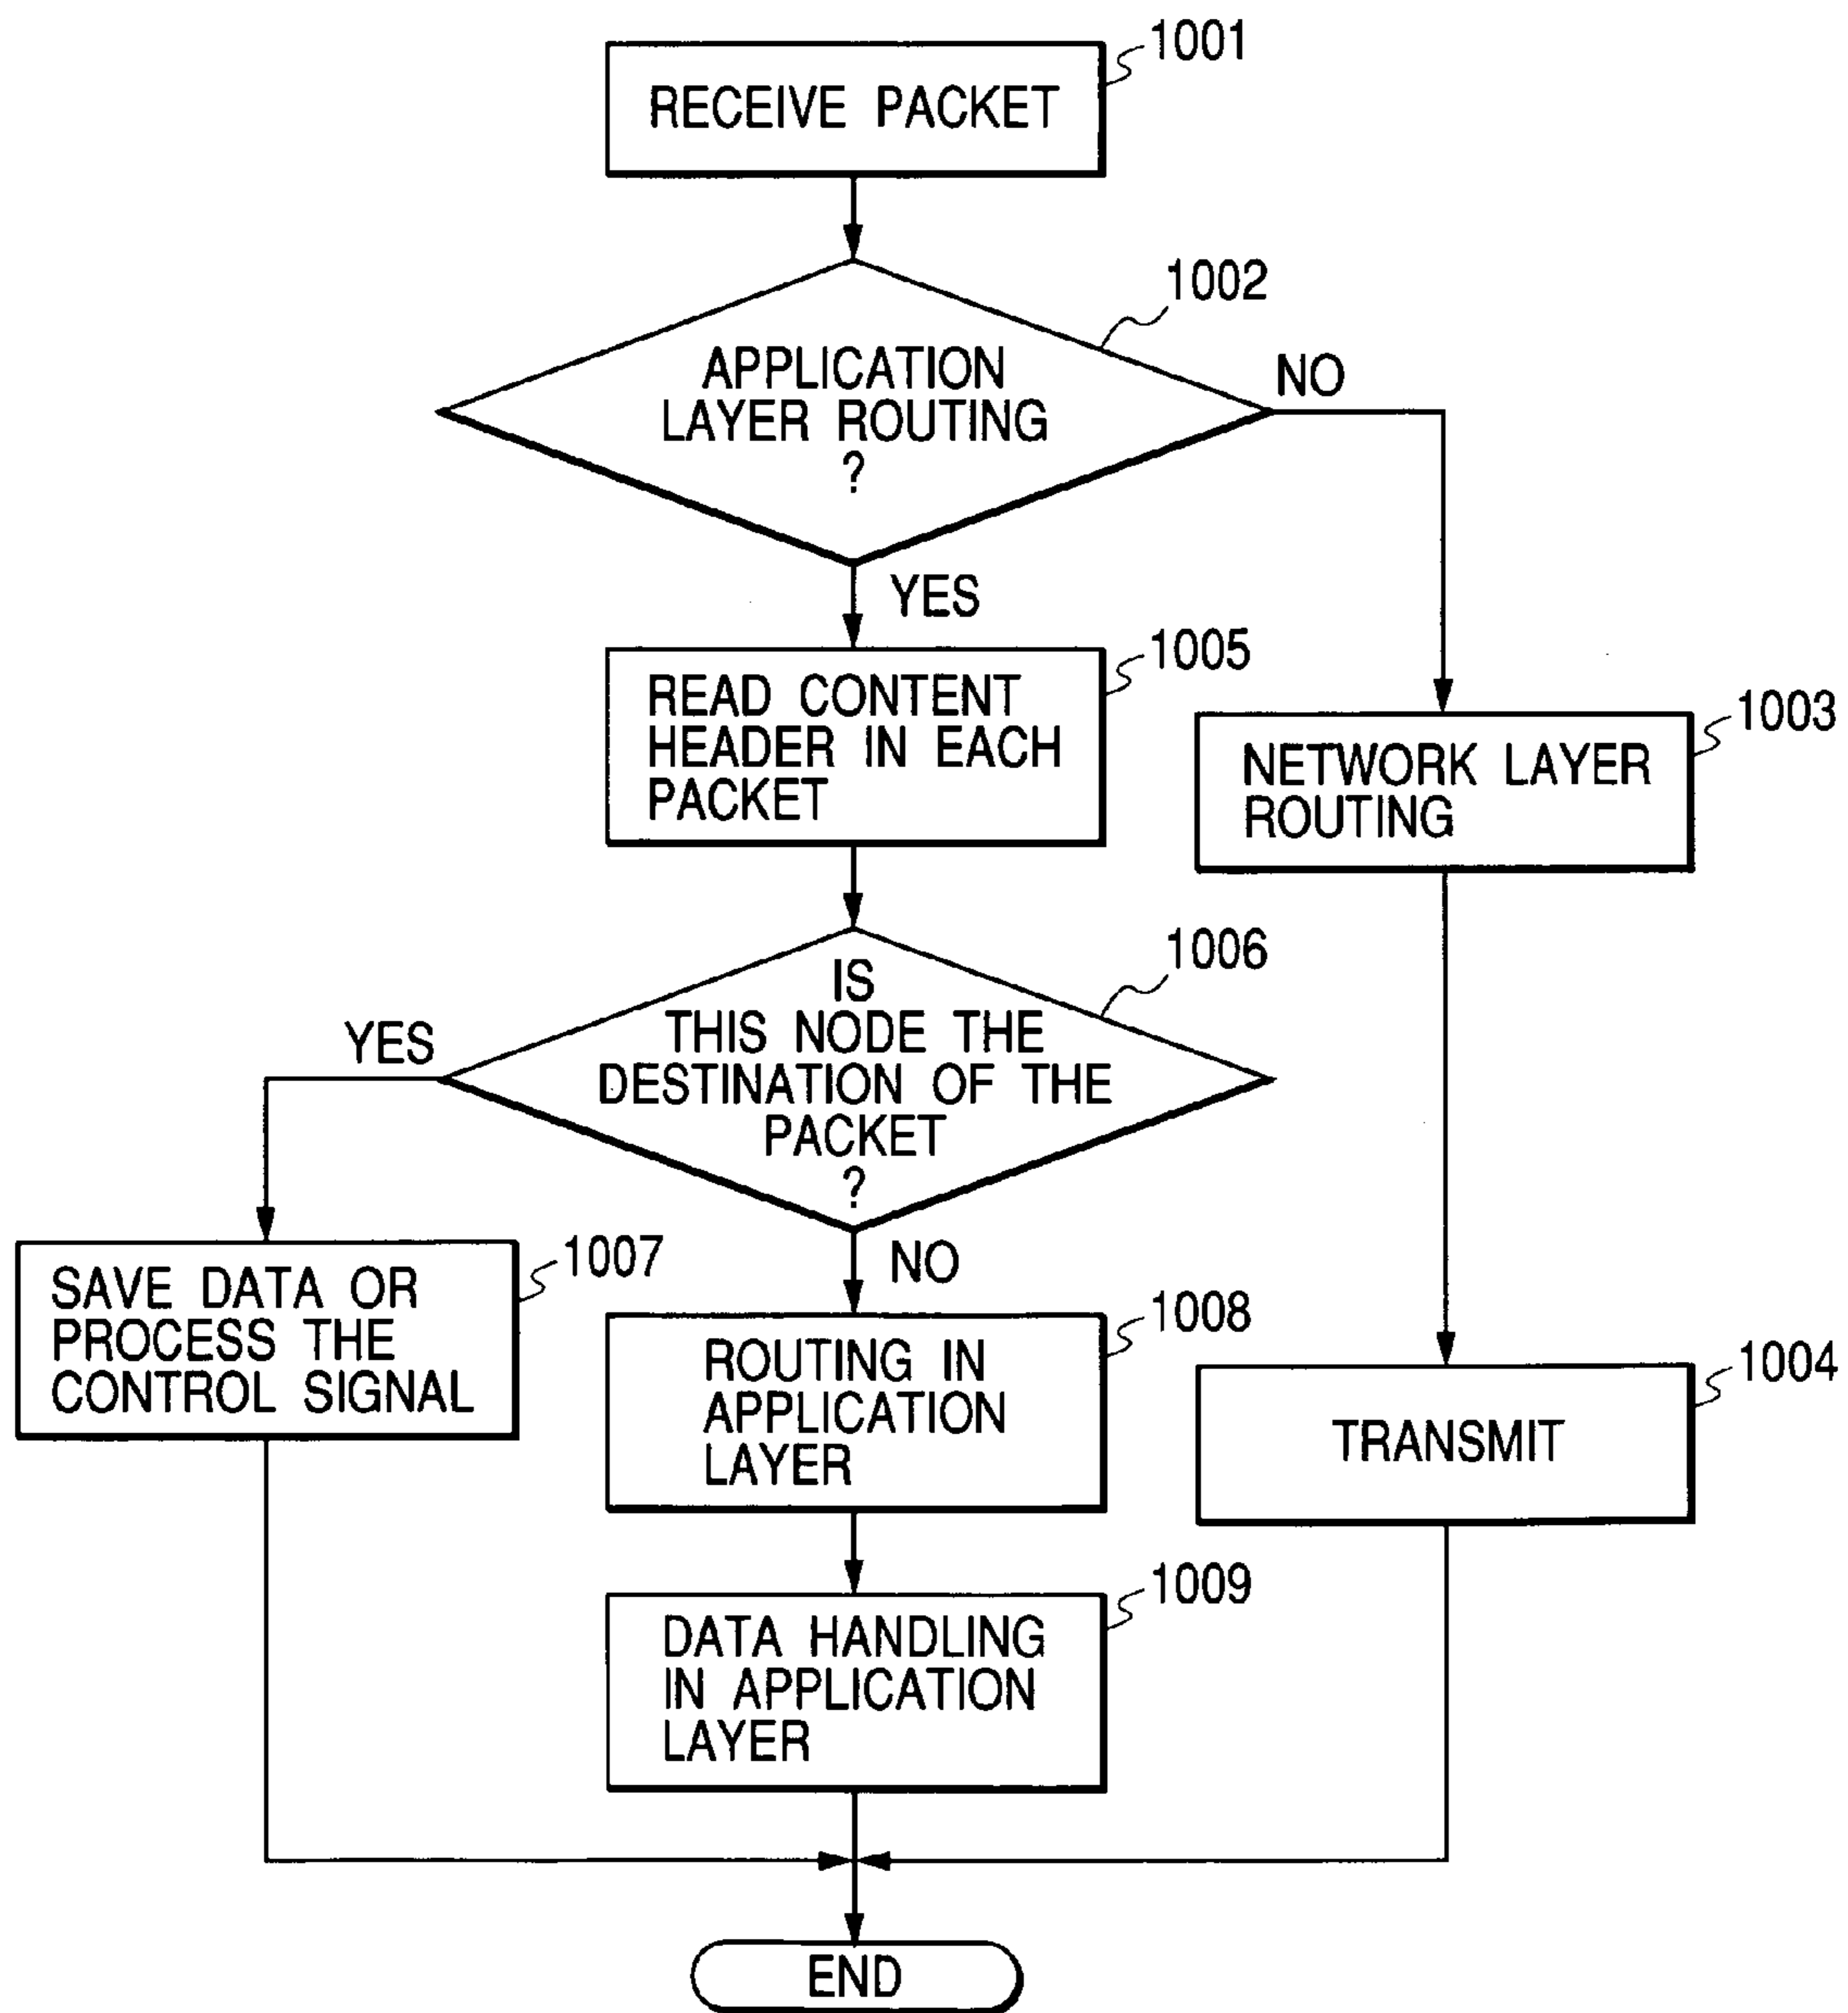 1001
RECEIVE PACKET
1002
APPLICATION
LAYER ROUTING
?
NO
YES
1005
READ CONTENT
HEADER IN EACH
PACKET
1003
NETWORK LAYER
ROUTING
1006
IS
THIS NODE THE
DESTINATION OF THE
PACKET
?
YES
NO
1007
SAVE DATA OR
PROCESS THE
CONTROL SIGNAL
1008
ROUTING IN
APPLICATION
LAYER
1004
TRANSMIT
1009
DATA HANDLING
IN APPLICATION
LAYER
END